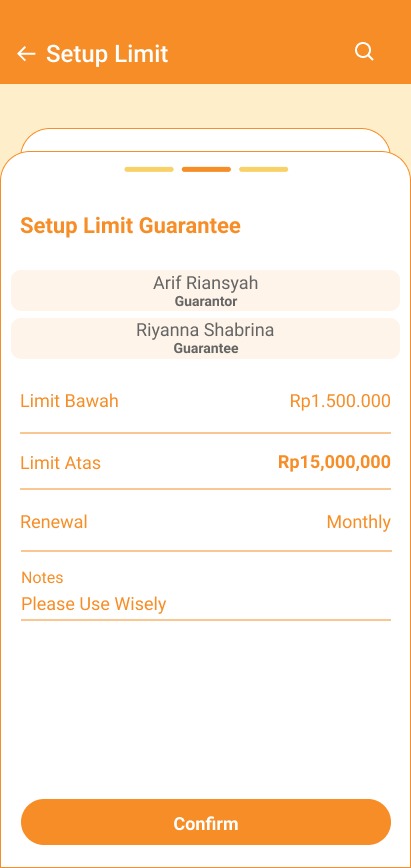 Setup Limit
Setup Limit Guarantee
Arif Riansyah
Guarantor
Riyanna Shabrina
Guarantee
Limit Bawah Rp1.500.000
Limit Atas Rp15,000,000
Renewal Monthly
Notes
Please Use Wisely
Confirm